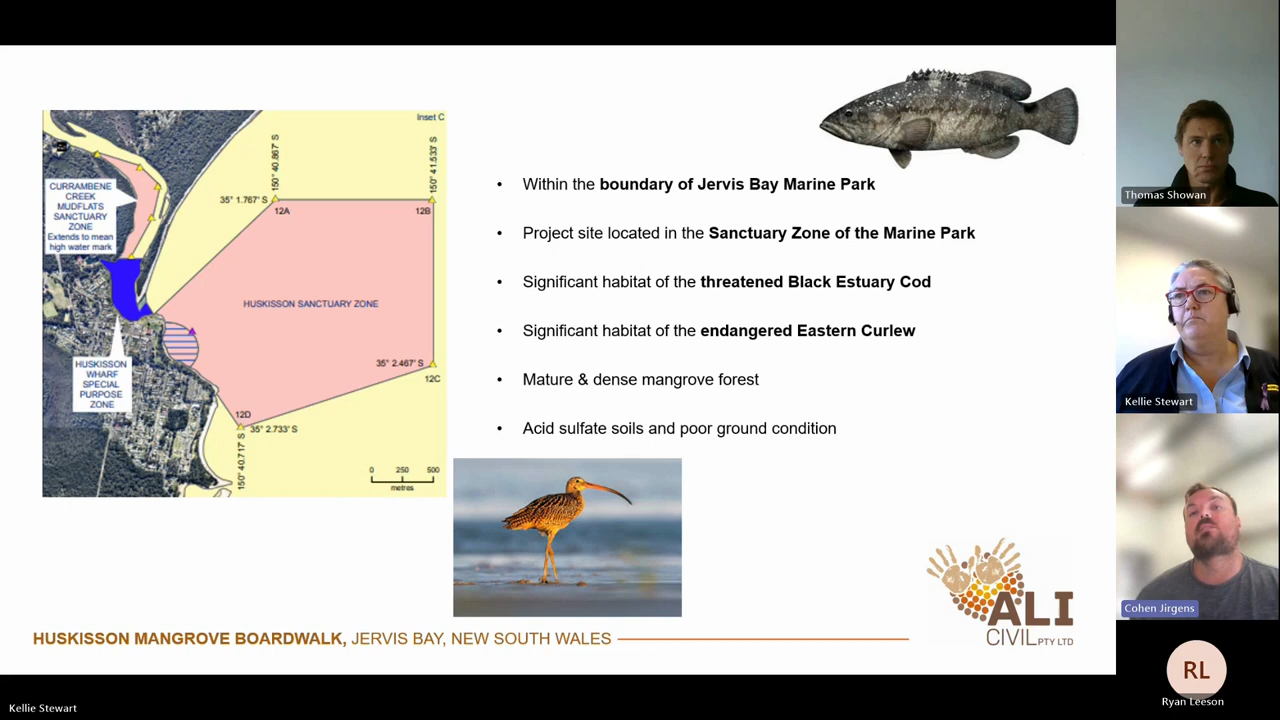 Inset C
150° 40.867' S
150° 41.533' S
CURRAMBENE
CREEK
MUDFLATS
SANCTUARY
ZONE
Extends to mean
high water mark
35° 1.767' S
12A
12B
HUSKISSON SANCTUARY ZONE
HUSKISSON
WHARF
SPECIAL
PURPOSE
ZONE
35° 2.467' S
12C
12D
35° 2.733' S
150° 40.717' S
0 250 500
metres
• Within the boundary of Jervis Bay Marine Park
• Project site located in the Sanctuary Zone of the Marine Park
• Significant habitat of the threatened Black Estuary Cod
• Significant habitat of the endangered Eastern Curlew
• Mature & dense mangrove forest
• Acid sulfate soils and poor ground condition
HUSKISSON MANGROVE BOARDWALK, JERVIS BAY, NEW SOUTH WALES
ALI
CIVIL PTY LTD
Thomas Showan
Kellie Stewart
Cohen Jirgens
RL
Ryan Leeson
Kellie Stewart